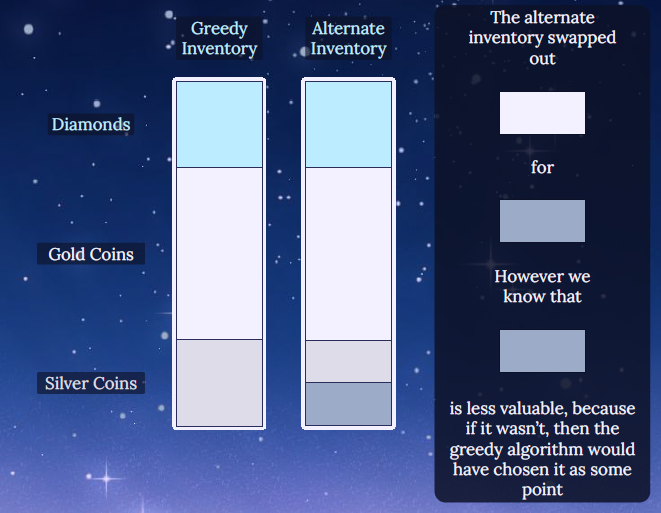 Greedy
Inventory
Alternate
Inventory
Diamonds
Gold Coins
Silver Coins
The alternate
inventory swapped
out
for
However we
know that
is less valuable, because
if it wasn't, then the
greedy algorithm would
have chosen it as some
point